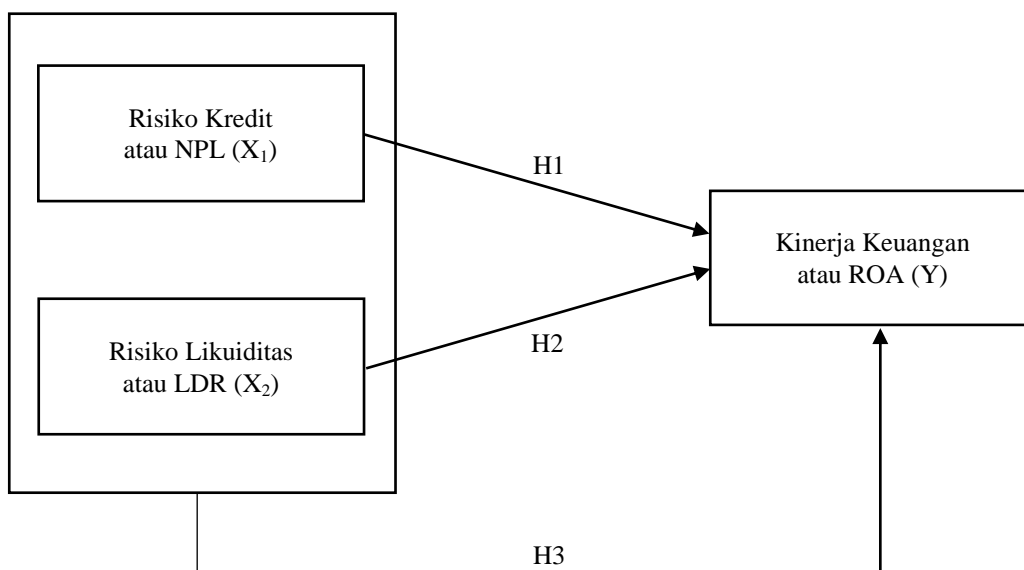 Risiko Kredit
atau NPL (X₁)
H1
Kinerja Keuangan
atau ROA (Y)
Risiko Likuiditas
atau LDR (X₂)
H2
H3